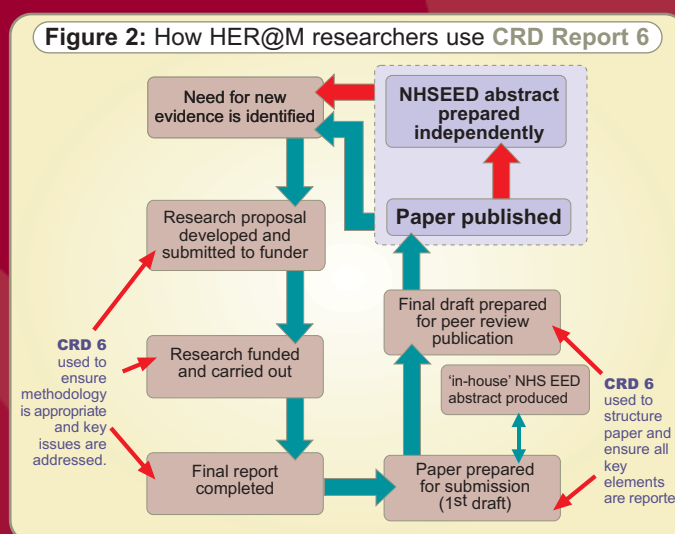 Figure 2: How HER@M researchers use CRD Report 6
Need for new
evidence is identified
NHSEED abstract
prepared
independently
Paper published
Research proposal
developed and
submitted to funder
Final draft prepared
for peer review
publication
CRD 6
used to
ensure
methodology
is appropriate
and key
issues are
addressed.
Research funded
and carried out
'in-house' NHS EED
abstract produced
CRD 6
used to
structure
paper and
ensure all
key
elements
are reporte
Final report
completed
Paper prepared
for submission
(1st draft)